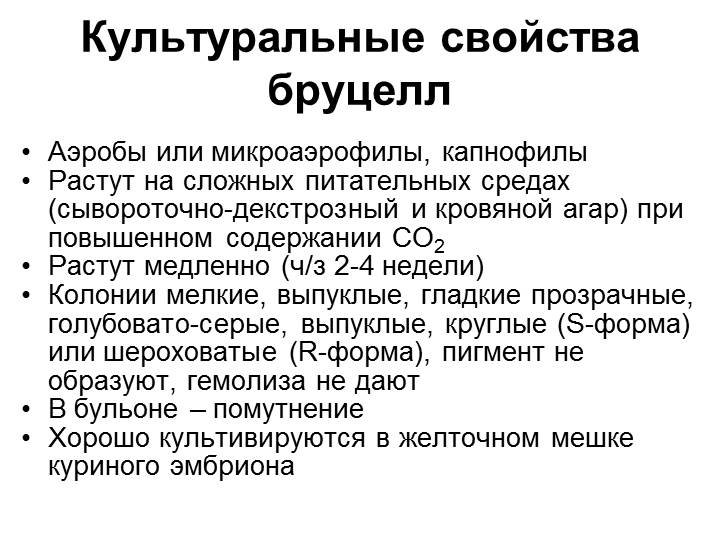 Культуральные свойства
бруцелл
• Аэробы или микроаэрофилы, капнофилы
• Растут на сложных питательных средах
(сывороточно-декстрозный и кровяной агар) при
повышенном содержании CO₂
• Растут медленно (ч/з 2-4 недели)
• Колонии мелкие, выпуклые, гладкие прозрачные,
голубовато-серые, выпуклые, круглые (S-форма)
или шероховатые (R-форма), пигмент не
образуют, гемолиза не дают
• В бульоне – помутнение
• Хорошо культивируются в желточном мешке
куриного эмбриона